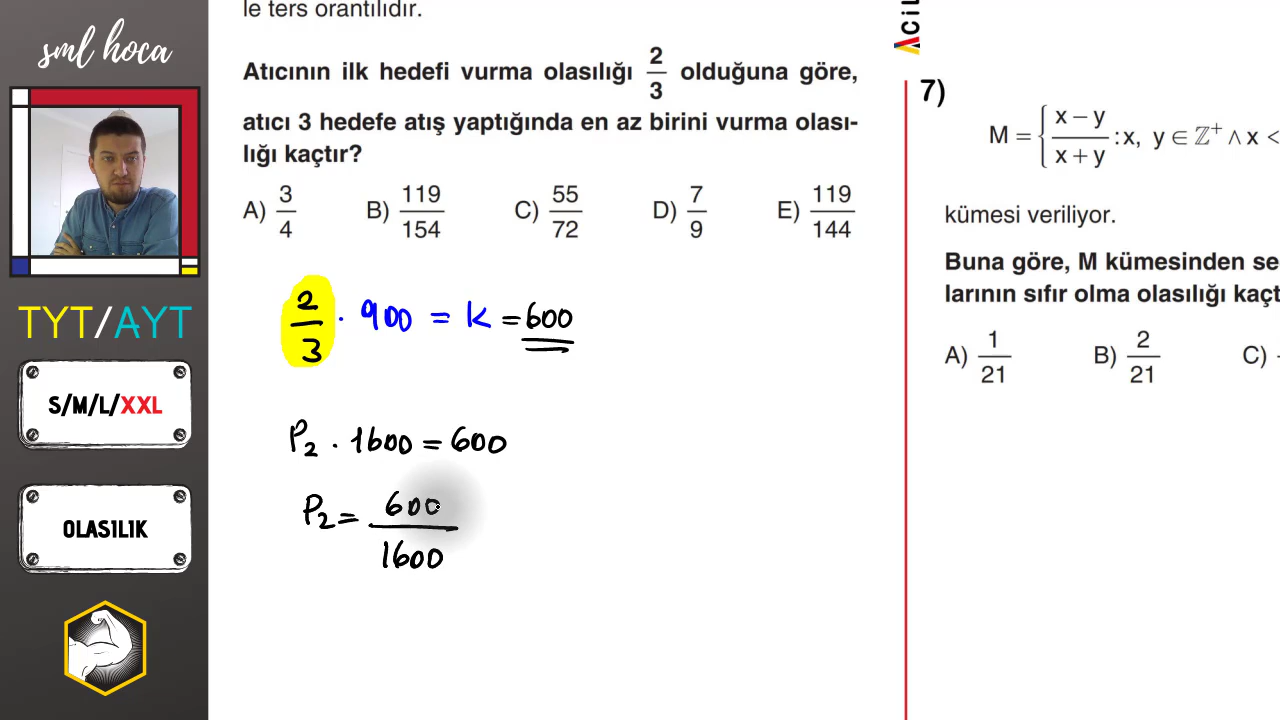 sml hoca
TYT/AYT
S/M/L/XXL
OLASILIK
le ters orantılıdır.
Atıcının ilk hedefi vurma olasılığı 2/3 olduğuna göre,
atıcı 3 hedefe atış yaptığında en az birini vurma olası-
lığı kaçtır?
A) 3/4 B) 119/154 C) 55/72 D) 7/9 E) 119/144
2/3 · 900 = K = 600
P₂ · 1600 = 600
P₂ = 600/1600
7)
M = { x – y / x + y : x, y ∈ ℤ⁺ ∧ x <
kümesi veriliyor.
Buna göre, M kümesinden se
larının sıfır olma olasılığı kaçt
A) 1/21 B) 2/21 C)